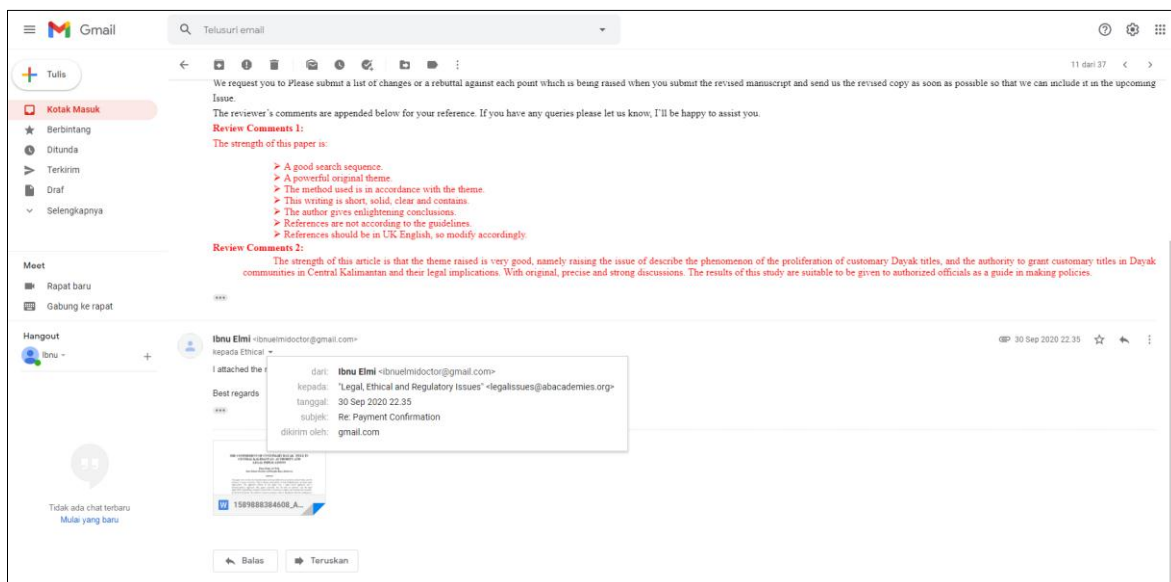 Gmail
Telusuri email
Tulis
11 dari 37
Kotak Masuk
Berbintang
Ditunda
Terkirim
Draf
Selengkapnya
Meet
Rapat baru
Gabung ke rapat
Hangout
Ibnu
Tidak ada chat terbaru
Mulai yang baru
We request you to Please submit a list of changes or a rebuttal against each point which is being raised when you submit the revised manuscript and send us the revised copy as soon as possible so that we can include it in the upcoming
Issue.
The reviewer's comments are appended below for your reference. If you have any queries please let us know, I'll be happy to assist you.
Review Comments 1:
The strength of this paper is:
➢ A good search sequence.
➢ A powerful original theme.
➢ The method used is in accordance with the theme.
➢ This writing is short, solid, clear and contains.
➢ The author gives enlightening conclusions.
➢ References are not according to the guidelines.
➢ References should be in UK English, so modify accordingly.
Review Comments 2:
The strength of this article is that the theme raised is very good, namely raising the issue of describe the phenomenon of the proliferation of customary Dayak titles, and the authority to grant customary titles in Dayak
communities in Central Kalimantan and their legal implications. With original, precise and strong discussions. The results of this study are suitable to be given to authorized officials as a guide in making policies.
Ibnu Elmi <ibnuelmidoctor@gmail.com>
30 Sep 2020 22.35
kepada Ethical
I attached the
Best regards
dari: Ibnu Elmi <ibnuelmidoctor@gmail.com>
kepada: "Legal, Ethical and Regulatory Issues" <legalissues@abacademies.org>
tanggal: 30 Sep 2020 22.35
subjek: Re: Payment Confirmation
dikirim oleh: gmail.com
W 1589888384608_A...
Balas
Teruskan